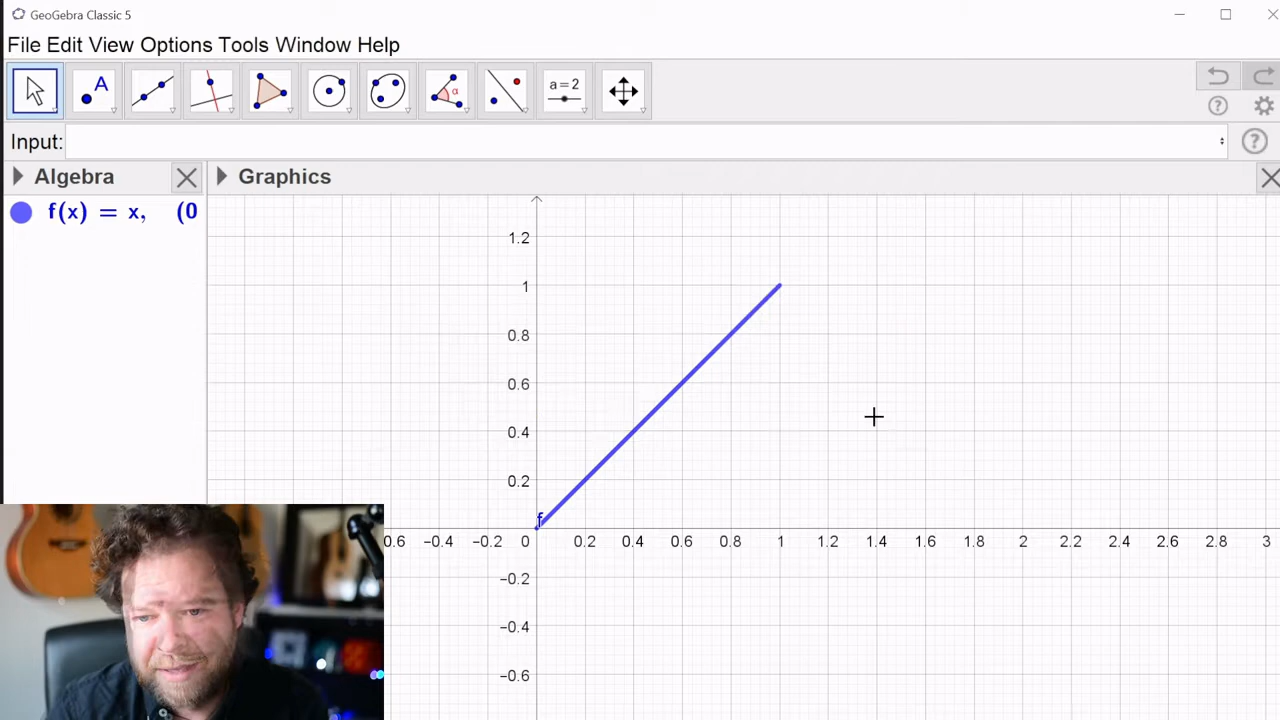 GeoGebra Classic 5
File Edit View Options Tools Window Help
A
α
a = 2
Input:
Algebra
Graphics
f(x) = x, (0
1.2
1
0.8
0.6
0.4
0.2
f
0.6 −0.4 −0.2 0 0.2 0.4 0.6 0.8 1 1.2 1.4 1.6 1.8 2 2.2 2.4 2.6 2.8 3
−0.2
−0.4
−0.6